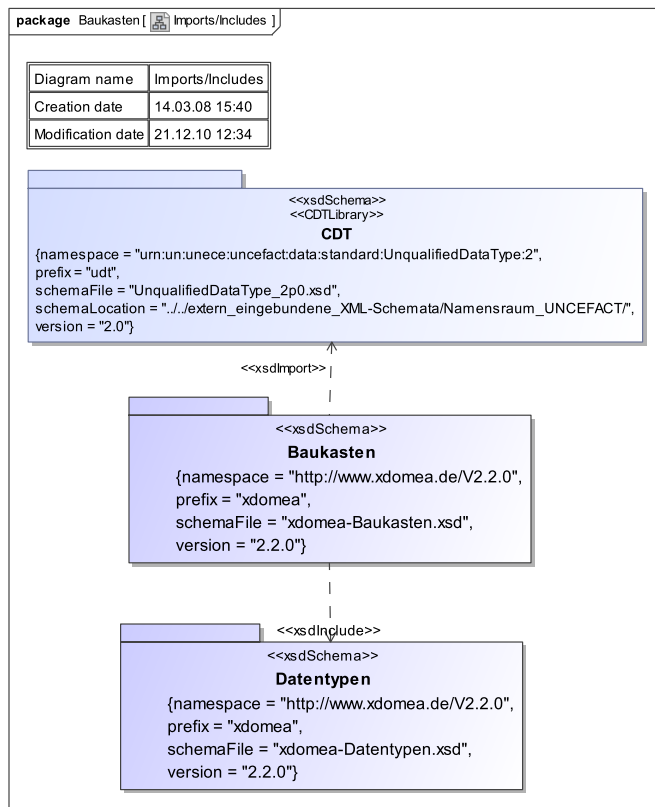 package Baukasten [ Imports/Includes ]
Diagram name Imports/Includes
Creation date 14.03.08 15:40
Modification date 21.12.10 12:34
<<xsdSchema>>
<<CDTLibrary>>
CDT
{namespace = "urn:un:unece:uncefact:data:standard:UnqualifiedDataType:2",
prefix = "udt",
schemaFile = "UnqualifiedDataType_2p0.xsd",
schemaLocation = "../../extern_eingebundene_XML-Schemata/Namensraum_UNCEFACT/",
version = "2.0"}
<<xsdImport>>
<<xsdSchema>>
Baukasten
{namespace = "http://www.xdomea.de/V2.2.0",
prefix = "xdomea",
schemaFile = "xdomea-Baukasten.xsd",
version = "2.2.0"}
<<xsdInclude>>
<<xsdSchema>>
Datentypen
{namespace = "http://www.xdomea.de/V2.2.0",
prefix = "xdomea",
schemaFile = "xdomea-Datentypen.xsd",
version = "2.2.0"}